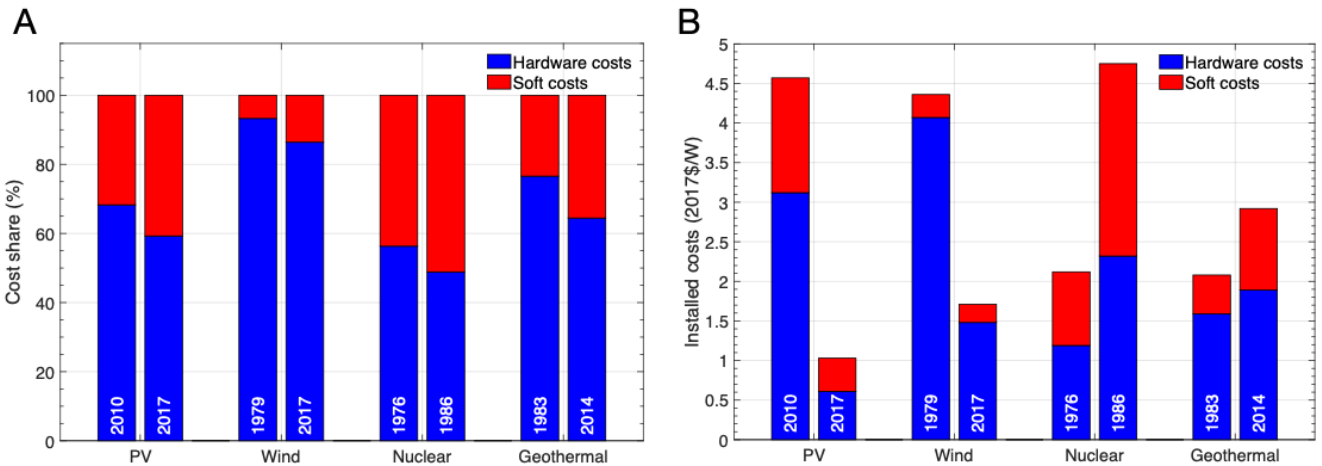 A
Hardware costs
Soft costs
Cost share (%)
100
80
60
40
20
0
2010
2017
1979
2017
1976
1986
1983
2014
PV
Wind
Nuclear
Geothermal
B
Hardware costs
Soft costs
Installed costs (2017$/W)
5
4.5
4
3.5
3
2.5
2
1.5
1
0.5
0
2010
2017
1979
2017
1976
1986
1983
2014
PV
Wind
Nuclear
Geothermal